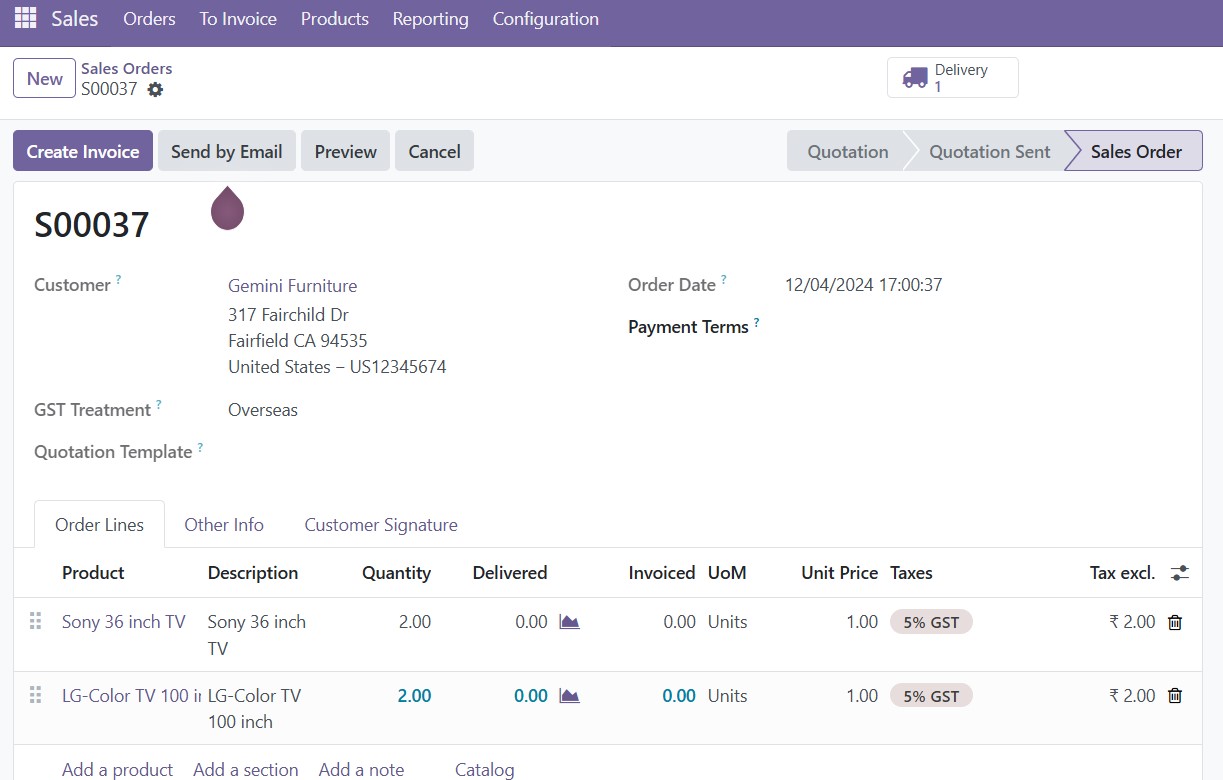 Sales Orders To Invoice Products Reporting Configuration
New Sales Orders
S00037
Delivery
1
Create Invoice Send by Email Preview Cancel Quotation Quotation Sent Sales Order
S00037
Customer ? Gemini Furniture
317 Fairchild Dr
Fairfield CA 94535
United States – US12345674
Order Date ? 12/04/2024 17:00:37
Payment Terms ?
GST Treatment ? Overseas
Quotation Template ?
Order Lines Other Info Customer Signature
Product Description Quantity Delivered Invoiced UoM Unit Price Taxes Tax excl.
Sony 36 inch TV Sony 36 inch 2.00 0.00 0.00 Units 1.00 5% GST ₹ 2.00
TV
LG-Color TV 100 in LG-Color TV 2.00 0.00 0.00 Units 1.00 5% GST ₹ 2.00
100 inch
Add a product Add a section Add a note Catalog